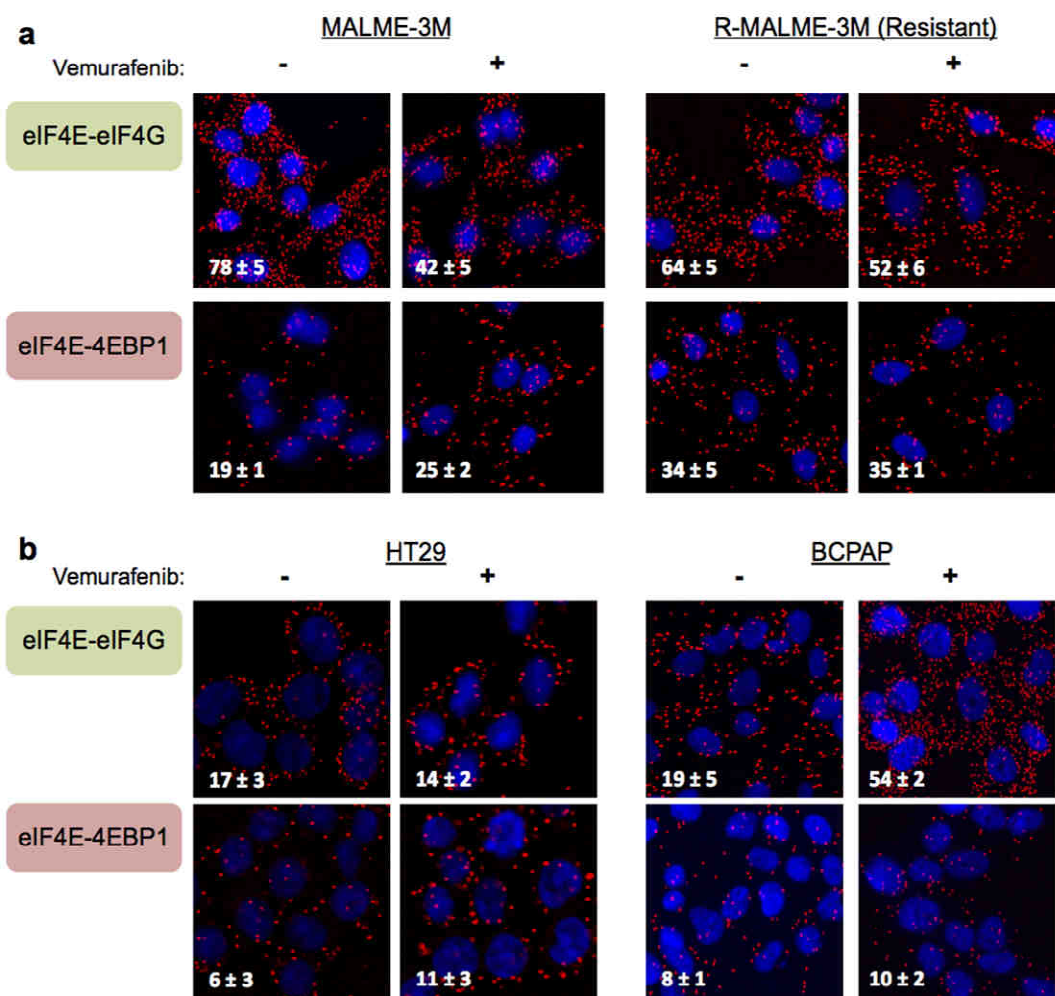 a
MALME-3M R-MALME-3M (Resistant)
Vemurafenib: - + - +
eIF4E-eIF4G
78 ± 5 42 ± 5 64 ± 5 52 ± 6
eIF4E-4EBP1
19 ± 1 25 ± 2 34 ± 5 35 ± 1
b
HT29 BCPAP
Vemurafenib: - + - +
eIF4E-eIF4G
17 ± 3 14 ± 2 19 ± 5 54 ± 2
eIF4E-4EBP1
6 ± 3 11 ± 3 8 ± 1 10 ± 2